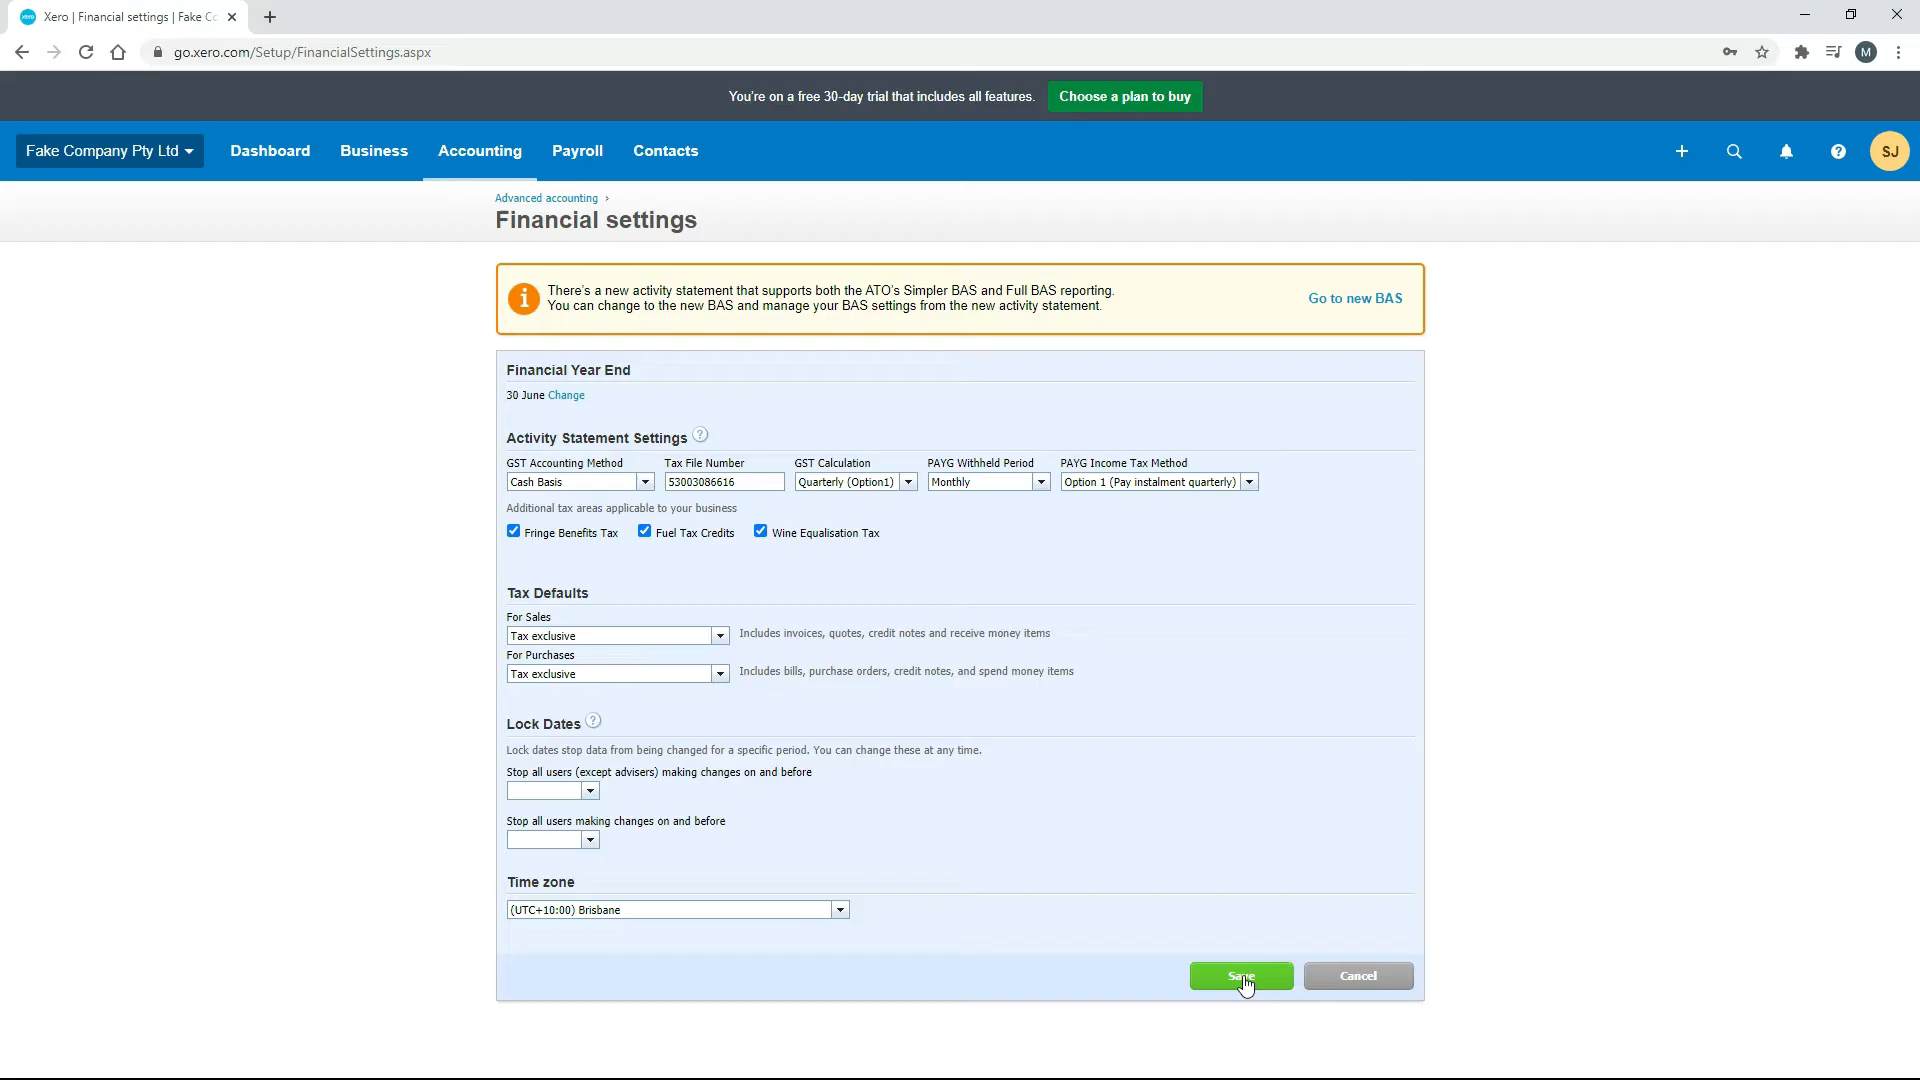 Xero | Financial settings | Fake Co
go.xero.com/Setup/FinancialSettings.aspx
M
You're on a free 30-day trial that includes all features.
Choose a plan to buy
Fake Company Pty Ltd
Dashboard
Business
Accounting
Payroll
Contacts
SJ
Advanced accounting ›
Financial settings
There's a new activity statement that supports both the ATO's Simpler BAS and Full BAS reporting.
You can change to the new BAS and manage your BAS settings from the new activity statement.
Go to new BAS
Financial Year End
30 June Change
Activity Statement Settings ?
GST Accounting Method Tax File Number GST Calculation PAYG Withheld Period PAYG Income Tax Method
Cash Basis 53003086616 Quarterly (Option1) Monthly Option 1 (Pay instalment quarterly)
Additional tax areas applicable to your business
Fringe Benefits Tax Fuel Tax Credits Wine Equalisation Tax
Tax Defaults
For Sales
Tax exclusive Includes invoices, quotes, credit notes and receive money items
For Purchases
Tax exclusive Includes bills, purchase orders, credit notes, and spend money items
Lock Dates ?
Lock dates stop data from being changed for a specific period. You can change these at any time.
Stop all users (except advisers) making changes on and before
Stop all users making changes on and before
Time zone
(UTC+10:00) Brisbane
Save
Cancel